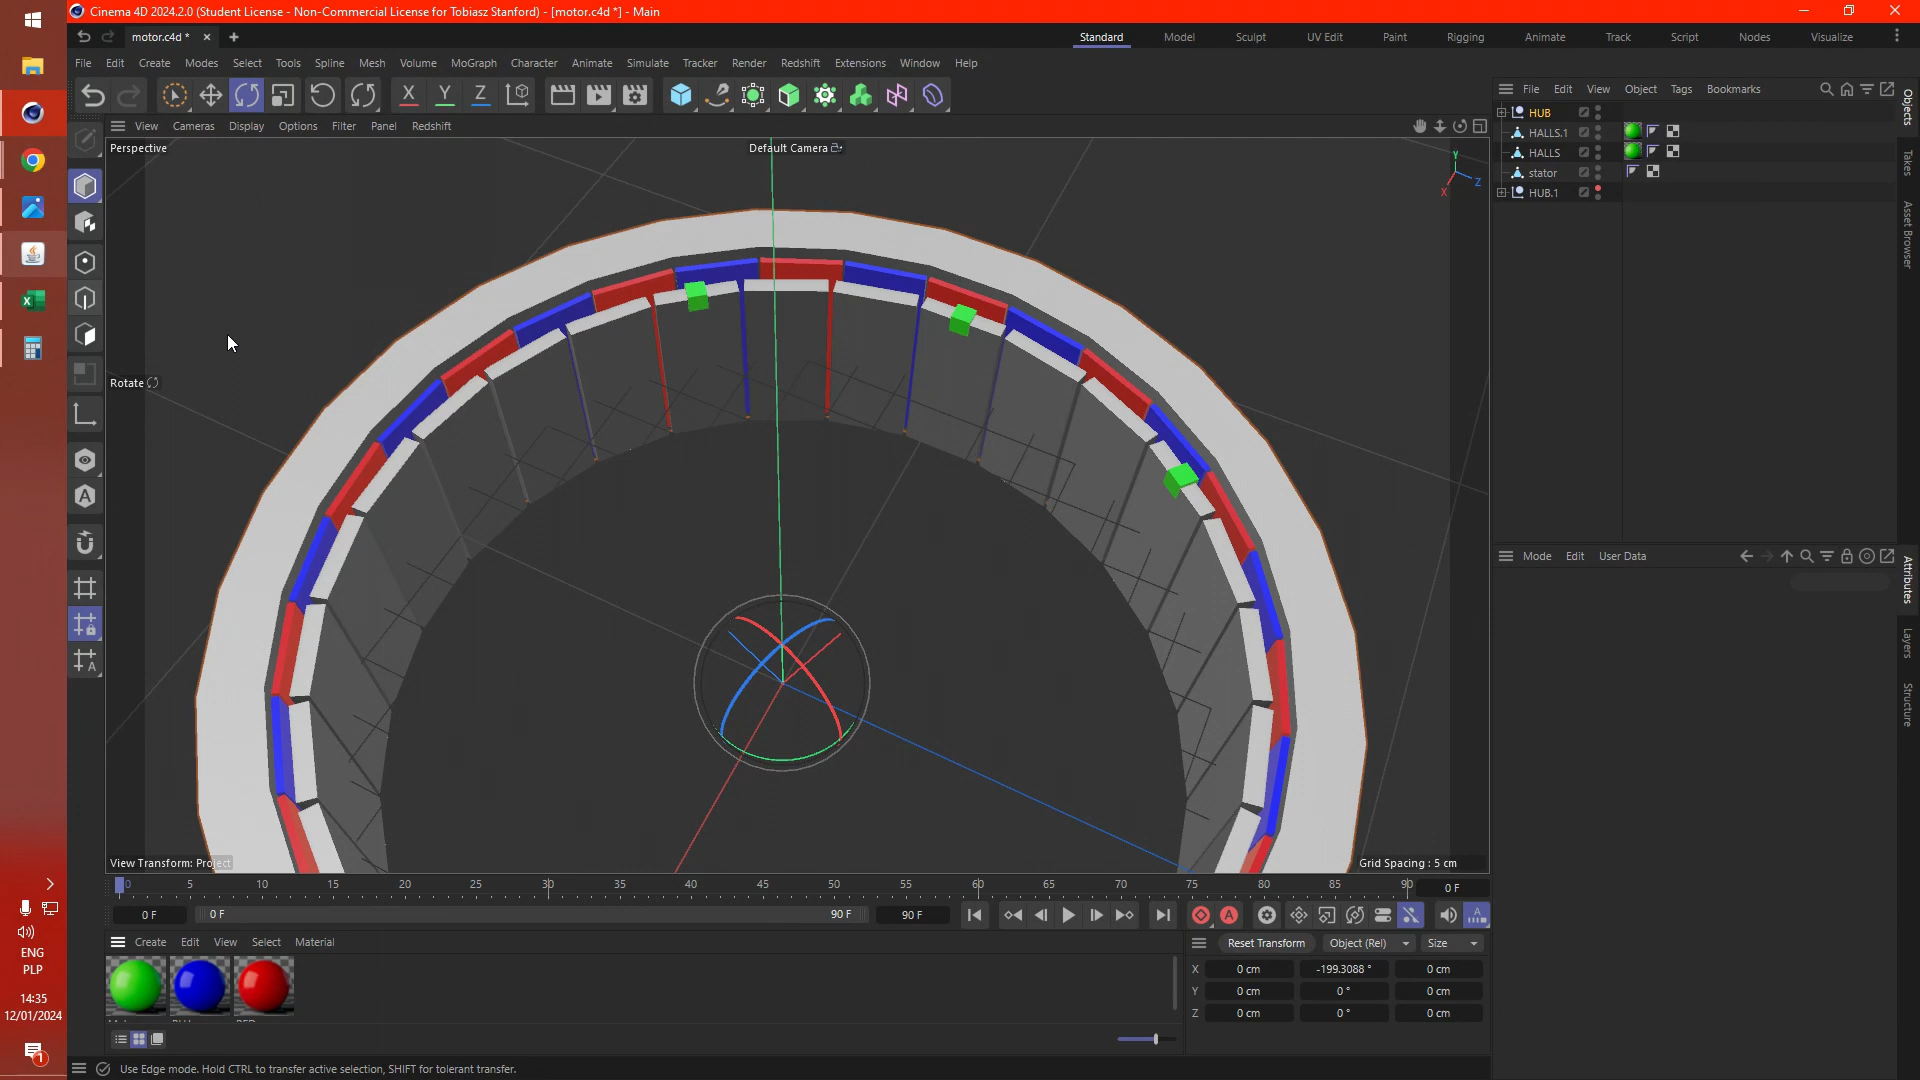 Cinema 4D 2024.2.0 (Student License - Non-Commercial License for Tobiasz Stanford) - [motor.c4d *] - Main
motor.c4d *
Standard Model Sculpt UV Edit Paint Rigging Animate Track Script Nodes Visualize
File Edit Create Modes Select Tools Spline Mesh Volume MoGraph Character Animate Simulate Tracker Render Redshift Extensions Window Help
X Y Z
File Edit View Object Tags Bookmarks
HUB
HALLS.1
HALLS
stator
HUB.1
Objects
Takes
Asset Browser
View Cameras Display Options Filter Panel Redshift
Perspective
Default Camera
Y
Z
X
Rotate
View Transform: Project
Grid Spacing : 5 cm
Mode Edit User Data
Attributes
Layers
Structure
0 5 10 15 20 25 30 35 40 45 50 55 60 65 70 75 80 85 90 0 F
0 F 0 F 90 F 90 F
Create Edit View Select Material
Reset Transform Object (Rel) Size
X 0 cm -199.3088 ° 0 cm
Y 0 cm 0 ° 0 cm
Z 0 cm 0 ° 0 cm
Use Edge mode. Hold CTRL to transfer active selection, SHIFT for tolerant transfer.
ENG
PLP
14:35
12/01/2024
1